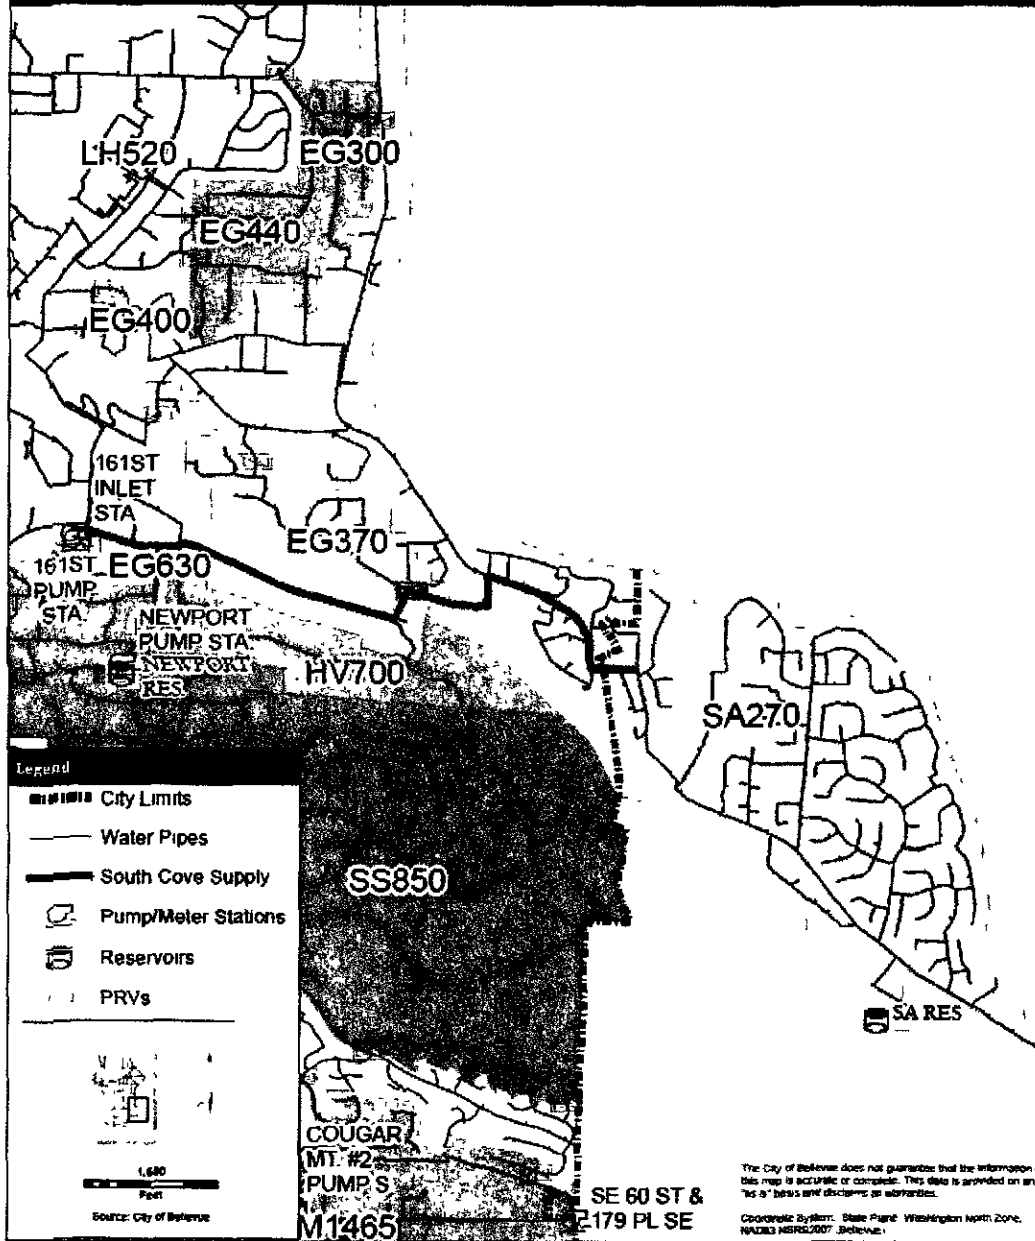 LH520
EG300
EG440
EG400
161ST
INLET
STA
EG370
161ST
PUMP
STA.
EG630
NEWPORT
PUMP STA.
NEWPORT
RES
HV700
SA270
Legend
City Limits
Water Pipes
South Cove Supply
Pump/Meter Stations
Reservoirs
PRVs
1,680
Feet
Source: City of Bellevue
SS850
SA RES
COUGAR
MT. #2
PUMP S
M1465
SE 60 ST &
179 PL SE
The City of Bellevue does not guarantee that the information on
this map is accurate or complete. This data is provided on an
"as is" basis and disclaims all warranties.
Coordinate System: State Plane Washington North Zone,